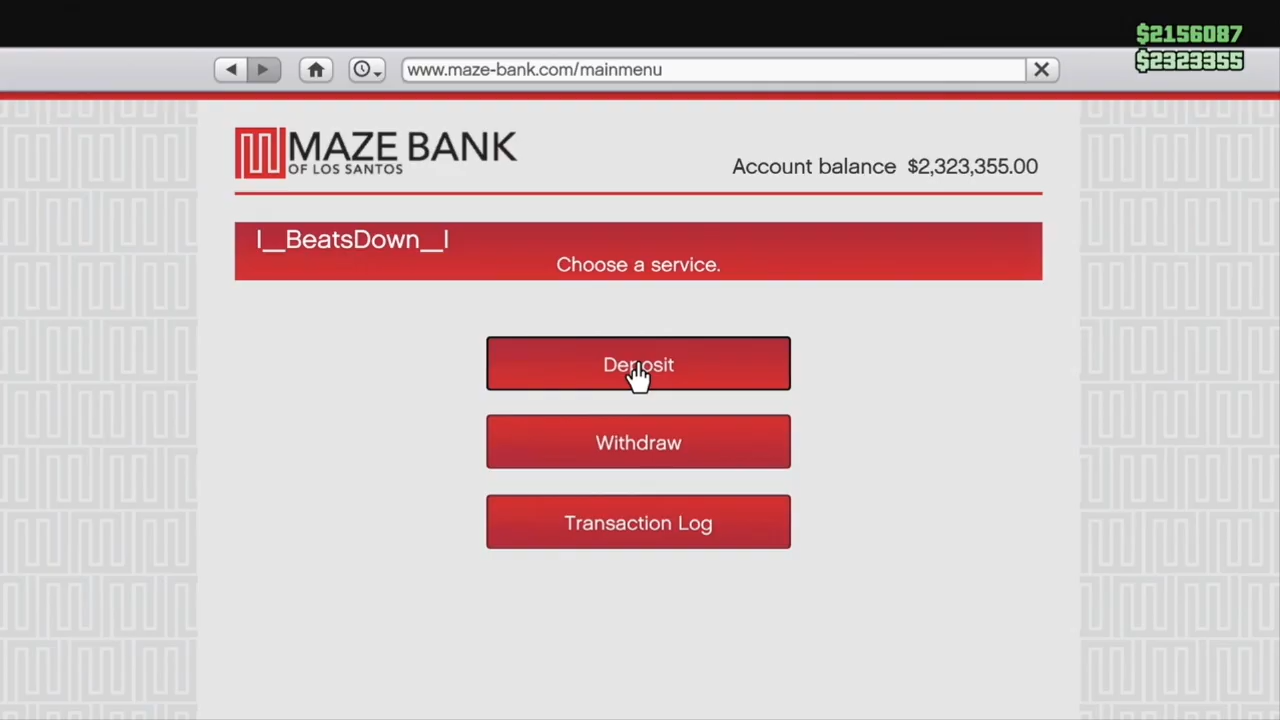 $2156087
$2323355
www.maze-bank.com/mainmenu
MAZE BANK
OF LOS SANTOS
Account balance $2,323,355.00
I__BeatsDown__I
Choose a service.
Deposit
Withdraw
Transaction Log